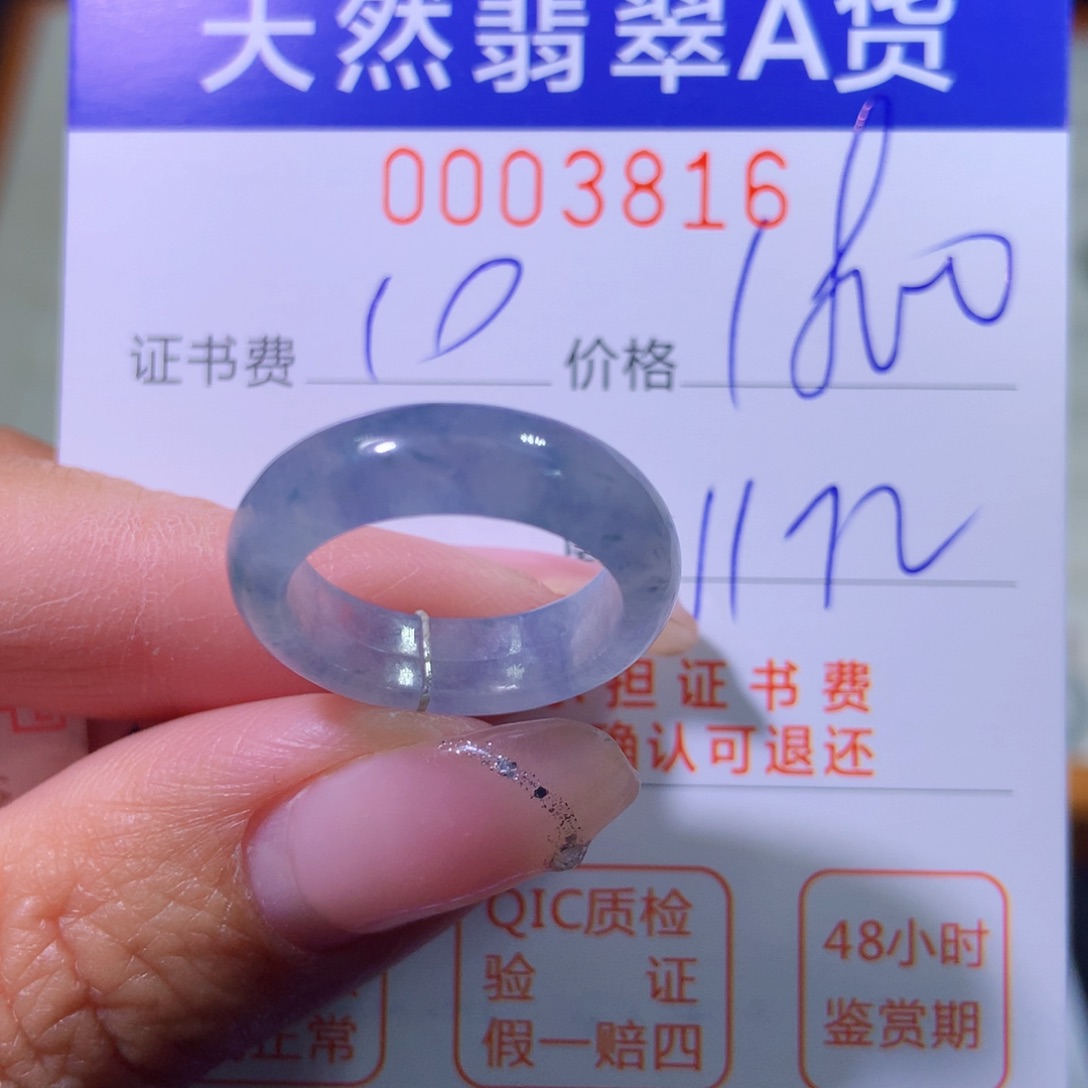 天然翡翠A货
0003816
证书费 10 价格 1800
担证书费
确认可退还
QIC质检
验 证
假一赔四
48小时
鉴赏期
正常